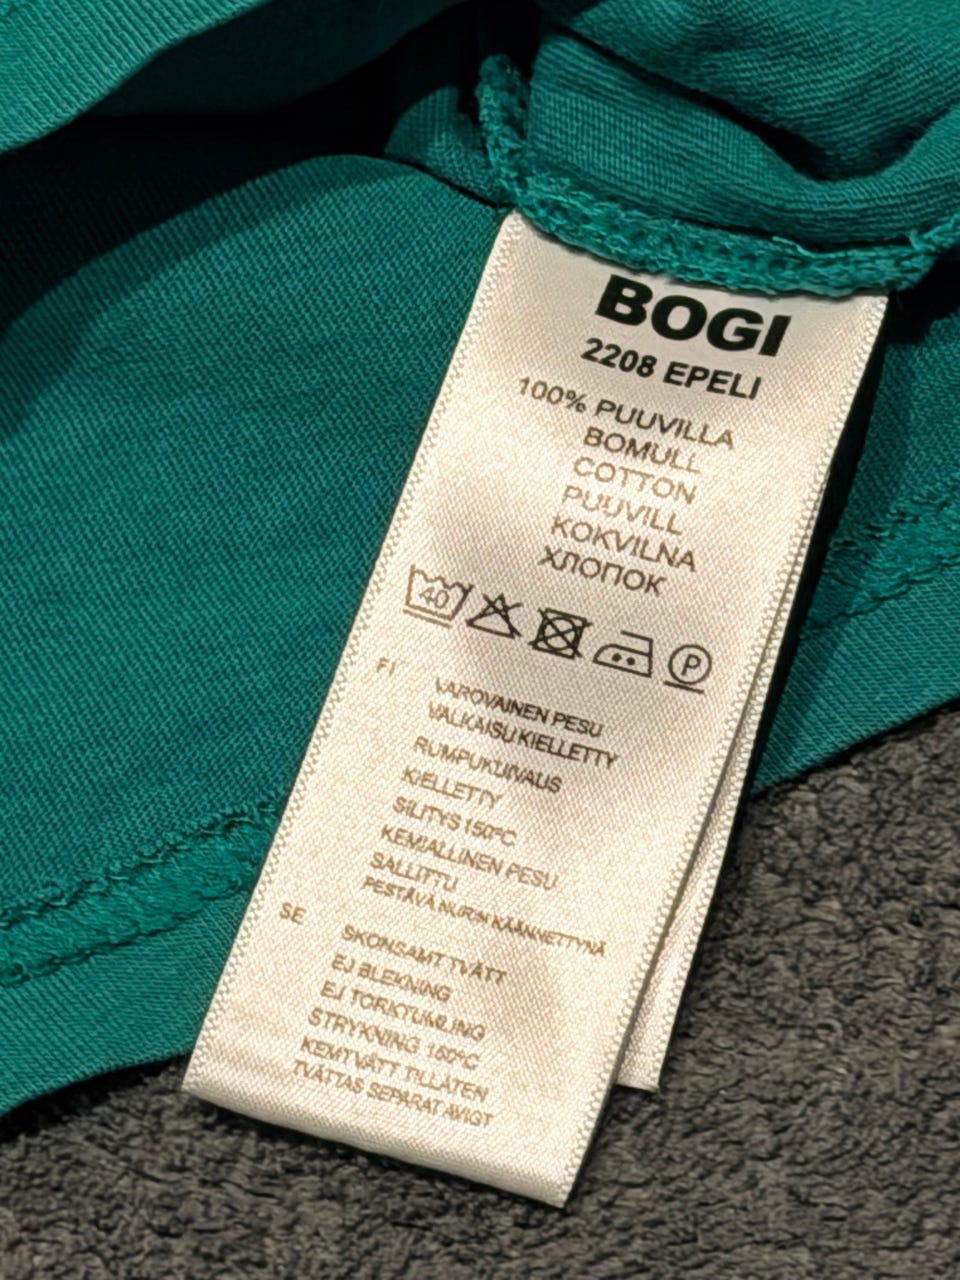 BOGI
2208 EPELI
100% PUUVILLA
BOMULL
COTTON
PUUVILL
KOKVILNA
ХЛОПОК
40
P
FI
VAROVAINEN PESU
VALKAISU KIELLETTY
RUMPUKUIVAUS
KIELLETTY
SILITYS 150°C
KEMIALLINEN PESU
SALLITTU
PESTÄVÄ NURIN KÄÄNNETTYNÄ
SE
SKONSAMT TVÄTT
EJ BLEKNING
EJ TORKTUMLING
STRYKNING 150°C
KEMTVÄTT TILLÅTEN
TVÄTTAS SEPARAT AVIGT